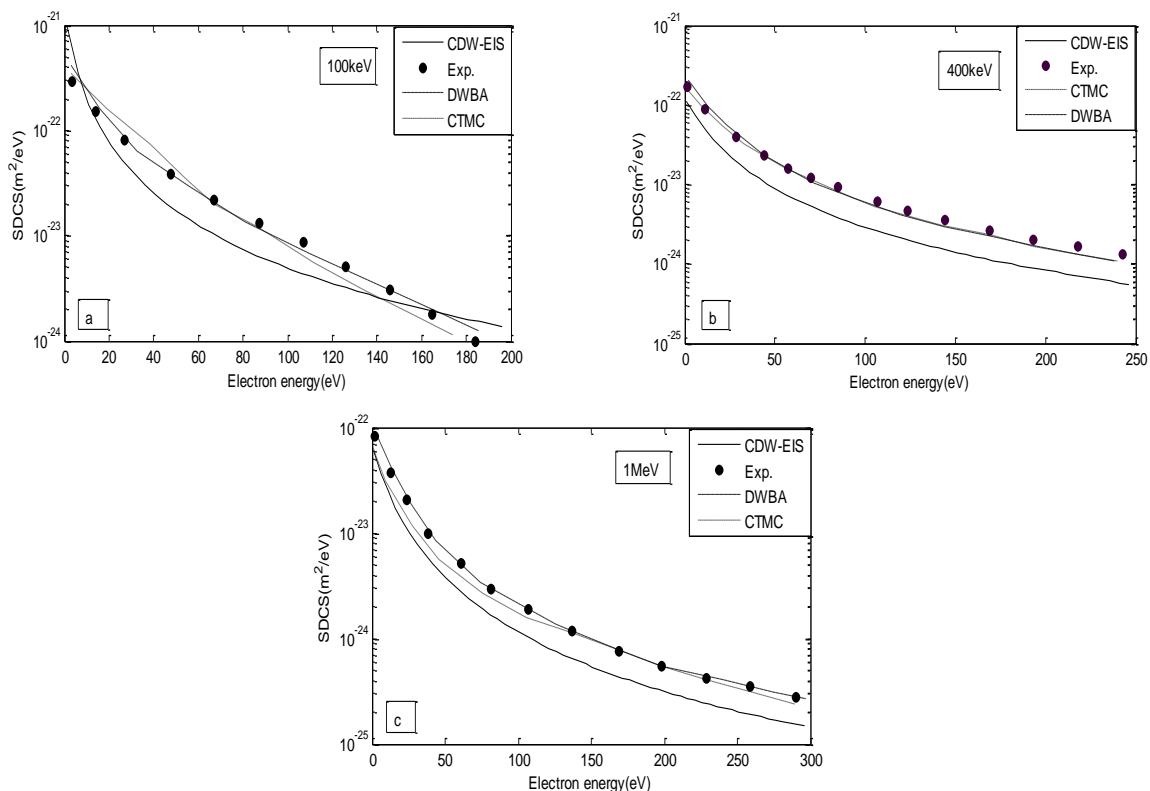 10^-21
10^-22
10^-23
10^-24
SDCS(m^2/eV)
0 20 40 60 80 100 120 140 160 180 200
Electron energy(eV)
100keV
CDW-EIS
Exp.
DWBA
CTMC
a
10^-21
10^-22
10^-23
10^-24
10^-25
SDCS(m^2/eV)
0 50 100 150 200 250
Electron energy(eV)
400keV
CDW-EIS
Exp.
CTMC
DWBA
b
10^-22
10^-23
10^-24
10^-25
SDCS(m^2/eV)
0 50 100 150 200 250 300
Electron energy(eV)
1MeV
CDW-EIS
Exp.
DWBA
CTMC
c